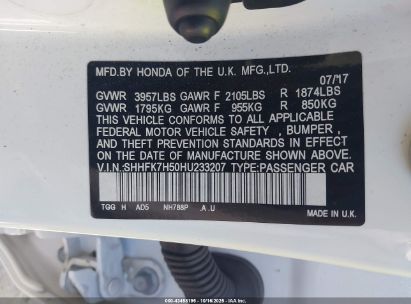 MFD.BY HONDA OF THE U.K. MFG.,LTD.
07/17
GVWR 3957LBS GAWR F 2105LBS R 1874LBS
GVWR 1795KG GAWR F 955KG R 850KG
THIS VEHICLE CONFORMS TO ALL APPLICABLE
FEDERAL MOTOR VEHICLE SAFETY , BUMPER ,
AND THEFT PREVENTION STANDARDS IN EFFECT
ON THE DATE OF MANUFACTURE SHOWN ABOVE.
V.I.N.:SHHFK7H50HU233207 TYPE:PASSENGER CAR
TGG H AD5 NH788P .A .U
MADE IN U.K.